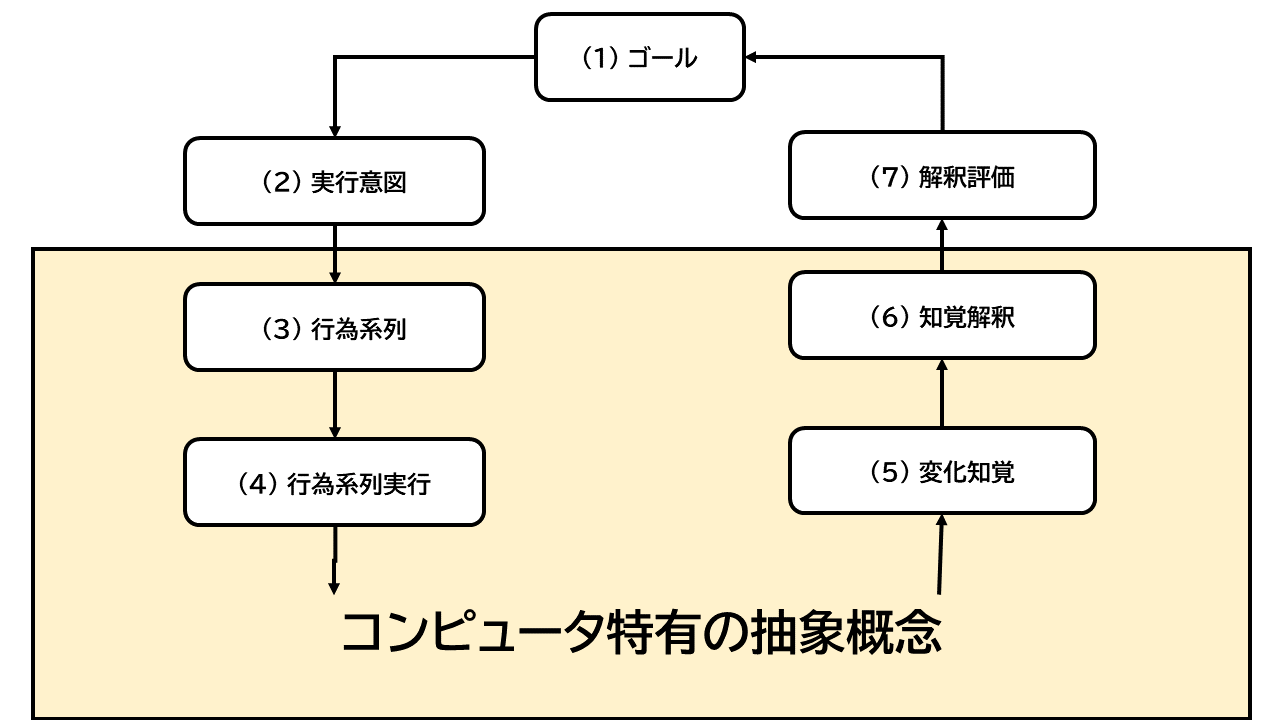 （1）ゴール
（2）実行意図
（3）行為系列
（4）行為系列実行
コンピュータ特有の抽象概念
（5）変化知覚
（6）知覚解釈
（7）解釈評価